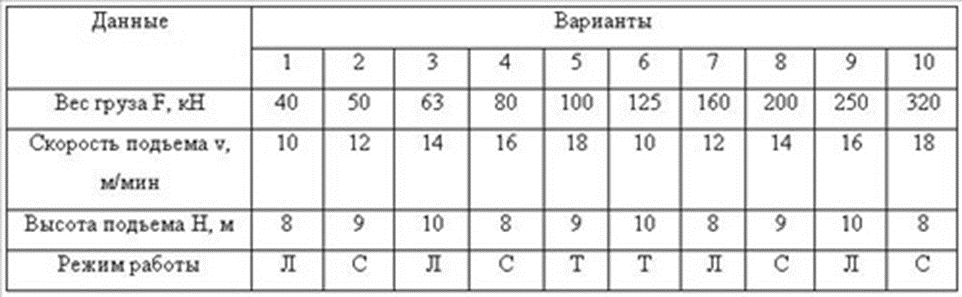 Данные Варианты
1 2 3 4 5 6 7 8 9 10
Вес груза F, кН 40 50 63 80 100 125 160 200 250 320
Скорость подьема v, 10 12 14 16 18 10 12 14 16 18
м/мин
Высота подьема Н, м 8 9 10 8 9 10 8 9 10 8
Режим работы Л С Л С Т Т Л С Л С